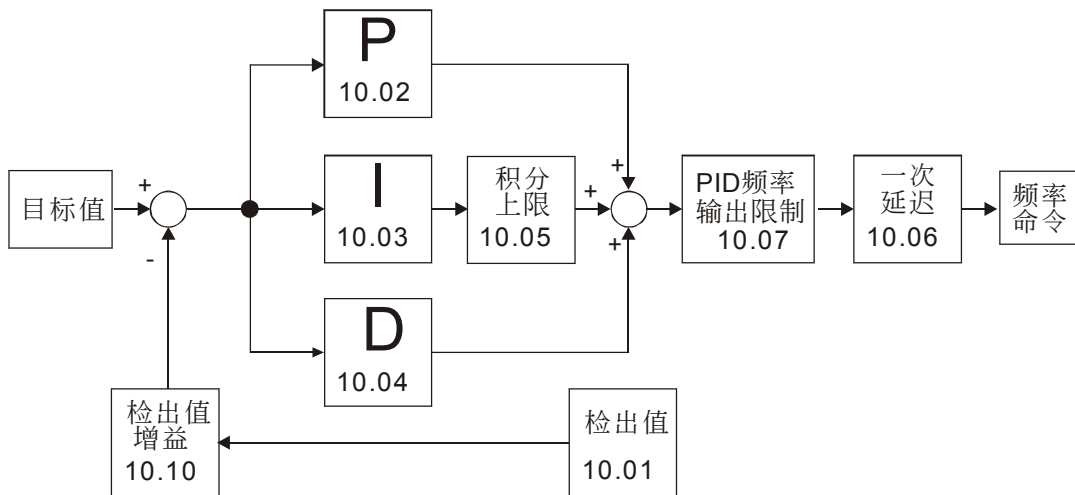 P
10.02
目标值
+
-
I
10.03
积分
上限
10.05
+
+
+
PID频率
输出限制
10.07
一次
延迟
10.06
频率
命令
D
10.04
检出值
增益
10.10
检出值
10.01